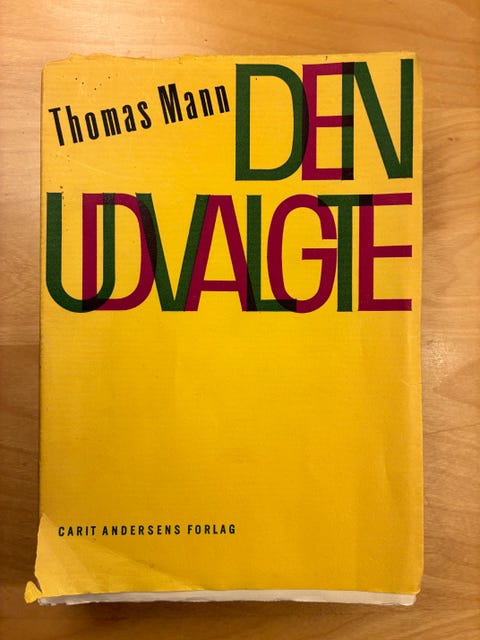 Thomas Mann
DEN
UDVALGTE
CARIT ANDERSENS FORLAG